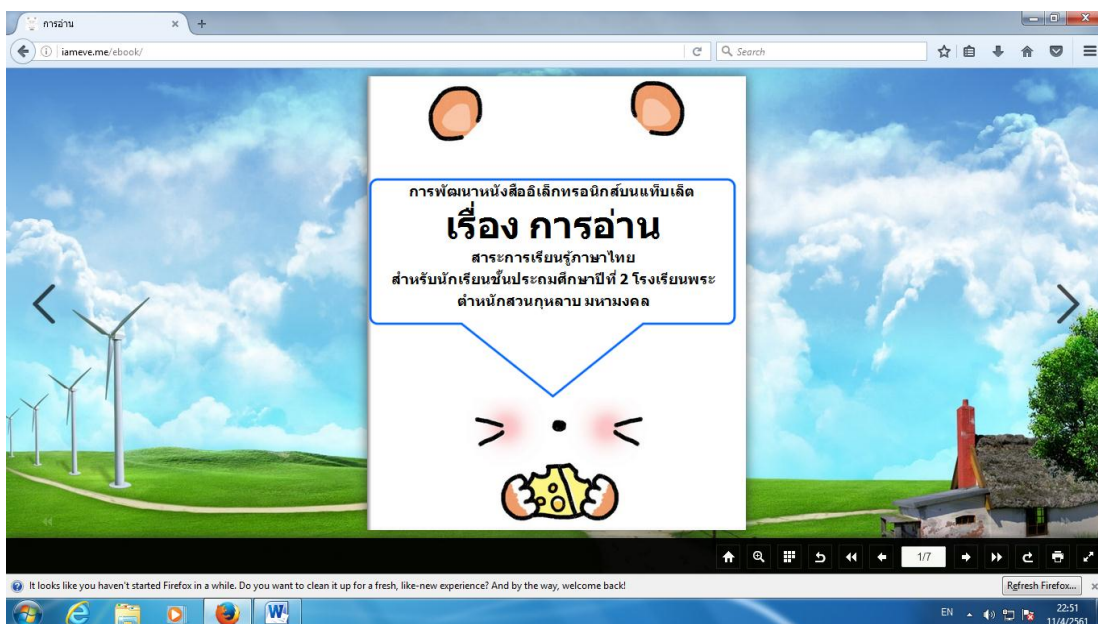 การอ่าน
iameve.me/ebook/
Search
การพัฒนาหนังสืออิเล็กทรอนิกส์บนแท็บเล็ต
เรื่อง การอ่าน
สาระการเรียนรู้ภาษาไทย
สำหรับนักเรียนชั้นประถมศึกษาปีที่ 2 โรงเรียนพระ
ตำหนักสวนกุหลาบ มหามงคล
1/7
It looks like you haven't started Firefox in a while. Do you want to clean it up for a fresh, like-new experience? And by the way, welcome back!
Refresh Firefox...
EN
22:51
11/4/2561